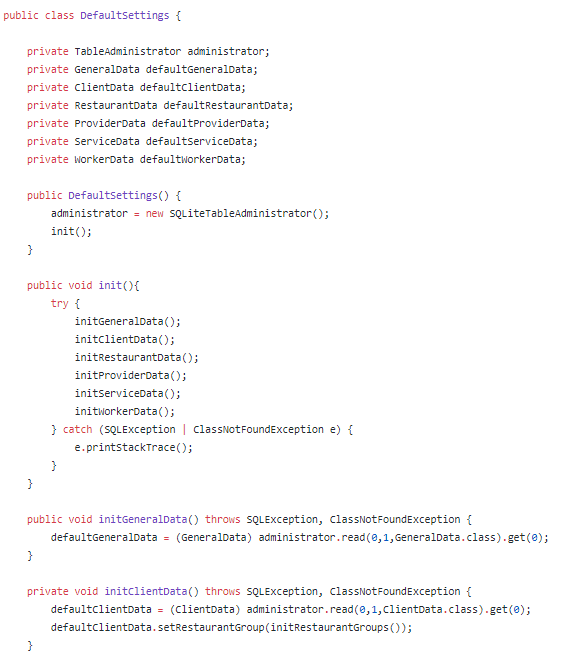 public class DefaultSettings {
private TableAdministrator administrator;
private GeneralData defaultGeneralData;
private ClientData defaultClientData;
private RestaurantData defaultRestaurantData;
private ProviderData defaultProviderData;
private ServiceData defaultServiceData;
private WorkerData defaultWorkerData;
public DefaultSettings() {
administrator = new SQLiteTableAdministrator();
init();
}
public void init(){
try {
initGeneralData();
initClientData();
initRestaurantData();
initProviderData();
initServiceData();
initWorkerData();
} catch (SQLException | ClassNotFoundException e) {
e.printStackTrace();
}
}
public void initGeneralData() throws SQLException, ClassNotFoundException {
defaultGeneralData = (GeneralData) administrator.read(0,1,GeneralData.class).get(0);
}
private void initClientData() throws SQLException, ClassNotFoundException {
defaultClientData = (ClientData) administrator.read(0,1,ClientData.class).get(0);
defaultClientData.setRestaurantGroup(initRestaurantGroups());
}